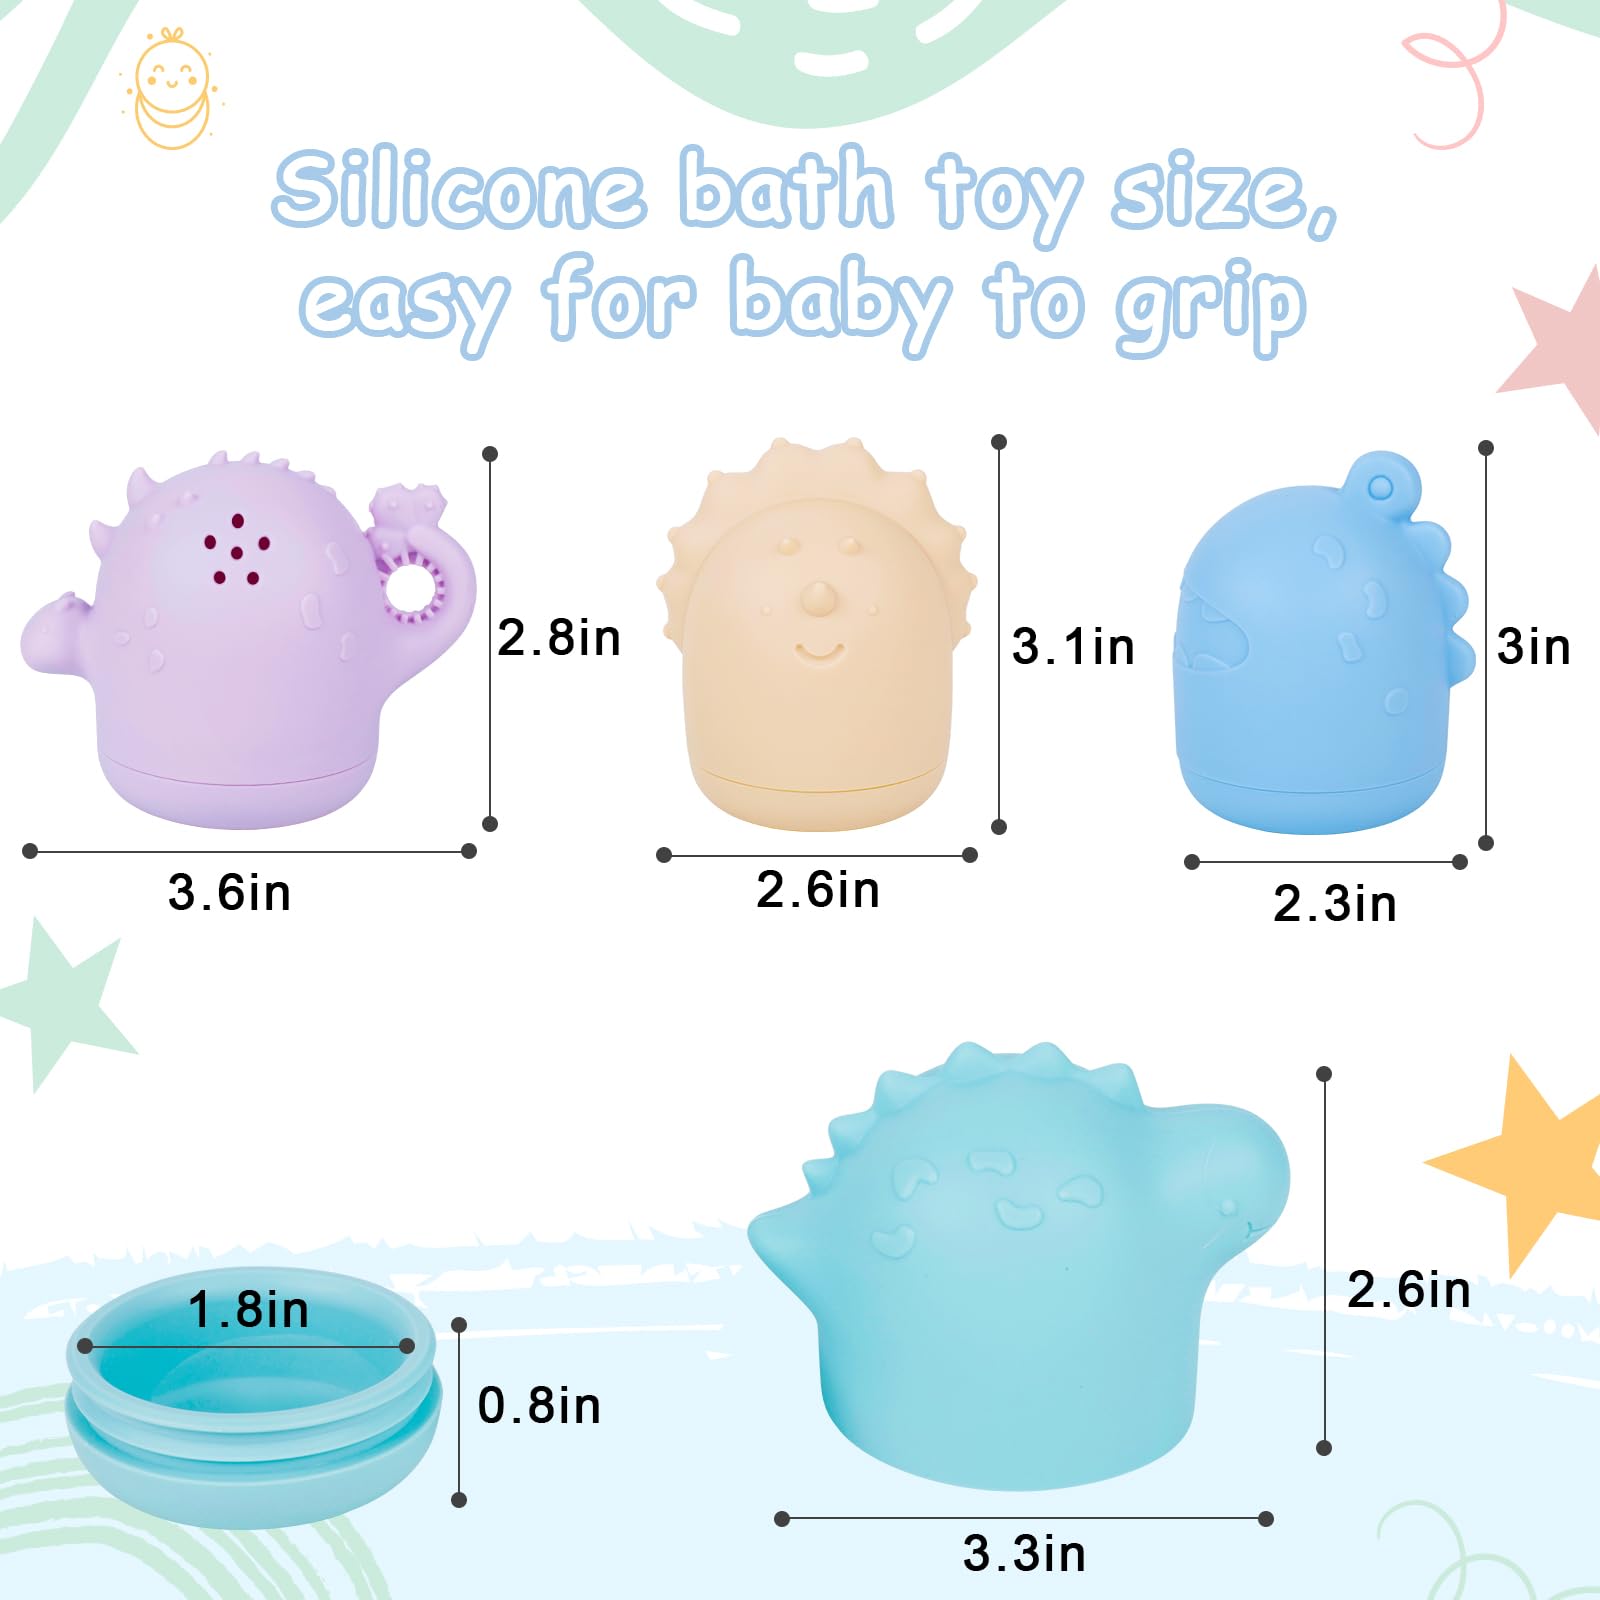 Silicone bath toy size,
easy for baby to grip
2.8in
3.1in
3in
3.6in
2.6in
2.3in
1.8in
0.8in
2.6in
3.3in